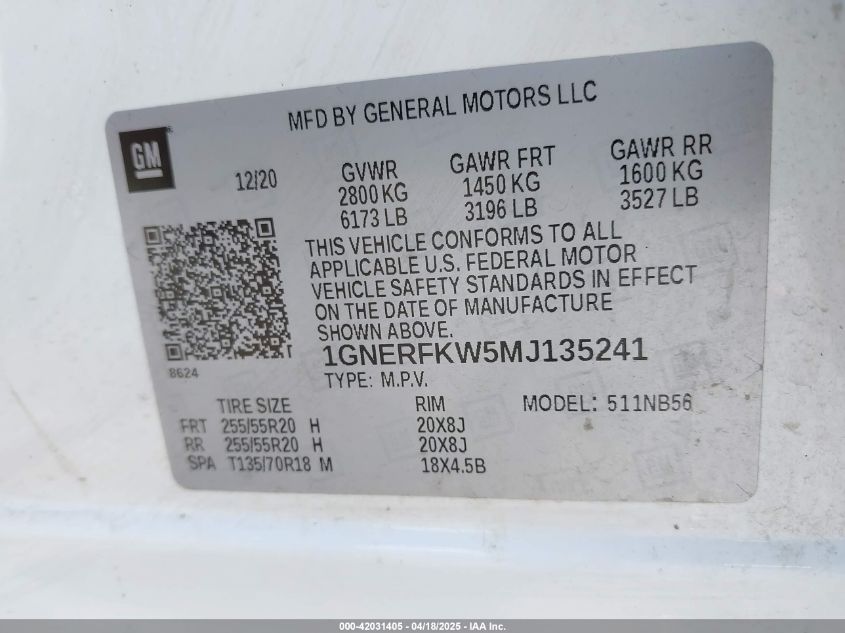 MFD BY GENERAL MOTORS LLC
GM
12/20
GVWR
2800 KG
6173 LB
GAWR FRT
1450 KG
3196 LB
GAWR RR
1600 KG
3527 LB
THIS VEHICLE CONFORMS TO ALL
APPLICABLE U.S. FEDERAL MOTOR
VEHICLE SAFETY STANDARDS IN EFFECT
ON THE DATE OF MANUFACTURE
SHOWN ABOVE.
8624
1GNERFKW5MJ135241
TYPE: M.P.V.
TIRE SIZE RIM MODEL: 511NB56
FRT 255/55R20 H 20X8J
RR 255/55R20 H 20X8J
SPA T135/70R18 M 18X4.5B
000-42031405 - 04/18/2025 - IAA Inc.